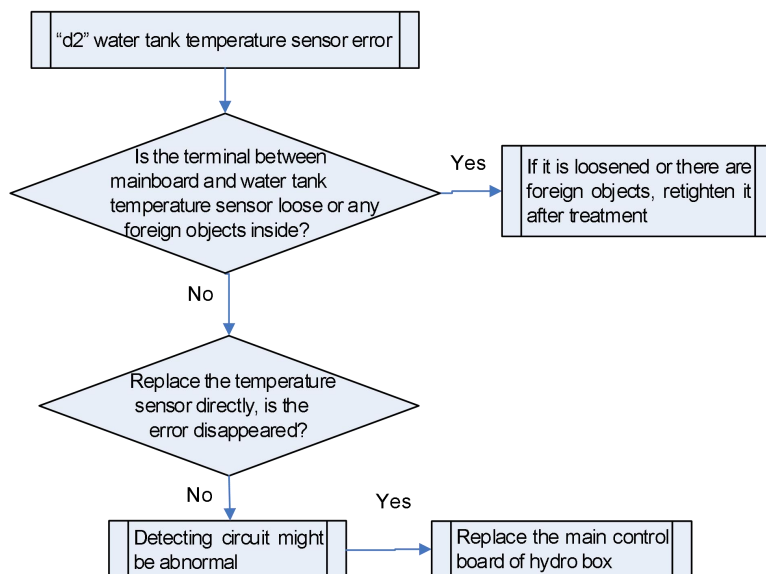 “d2” water tank temperature sensor error
Is the terminal between
mainboard and water tank
temperature sensor loose or any
foreign objects inside?
Yes
If it is loosened or there are
foreign objects, retighten it
after treatment
No
Replace the temperature
sensor directly, is the
error disappeared?
No
Yes
Detecting circuit might
be abnormal
Replace the main control
board of hydro box